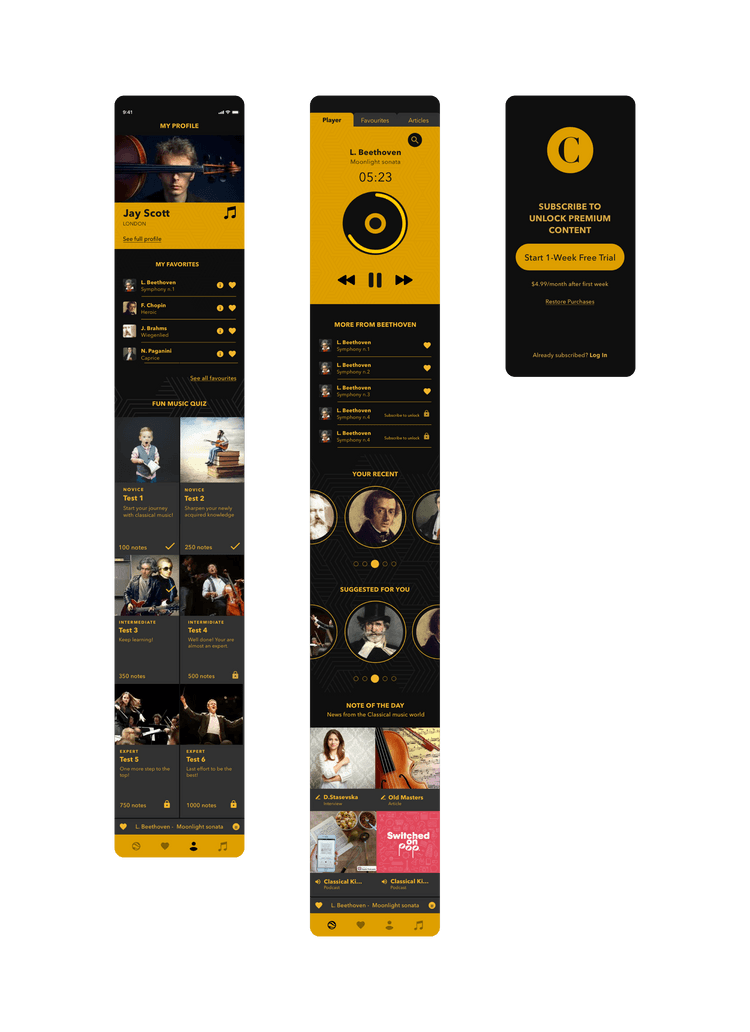 9:41
MY PROFILE
Jay Scott
LONDON
See full profile
MY FAVORITES
L. Beethoven
Symphony n.1
F. Chopin
Heroic
J. Brahms
Wiegenlied
N. Paganini
Caprice
See all favourites
FUN MUSIC QUIZ
NOVICE
Test 1
Start your journey
with classical music!
100 notes
NOVICE
Test 2
Sharpen your newly
acquired knowledge
250 notes
INTERMEDIATE
Test 3
Keep learning!
350 notes
INTERMIDIATE
Test 4
Well done! Your are
almost an expert.
500 notes
EXPERT
Test 5
One more step to the
top!
750 notes
EXPERT
Test 6
Last effort to be the
best!
1000 notes
L. Beethoven - Moonlight sonata
Player
Favourites
Articles
L. Beethoven
Moonlight sonata
05:23
MORE FROM BEETHOVEN
L. Beethoven
Symphony n.1
L. Beethoven
Symphony n.2
L. Beethoven
Symphony n.3
L. Beethoven
Symphony n.4
Subscribe to unlock
L. Beethoven
Symphony n.4
Subscribe to unlock
YOUR RECENT
SUGGESTED FOR YOU
NOTE OF THE DAY
News from the Classical music world
D.Stasevska
Interview
Old Masters
Article
Switched
on
pop
Classical Ki...
Podcast
Classical Ki...
Podcast
L. Beethoven - Moonlight sonata
C
SUBSCRIBE TO
UNLOCK PREMIUM
CONTENT
Start 1-Week Free Trial
$4.99/month after first week
Restore Purchases
Already subscribed? Log In